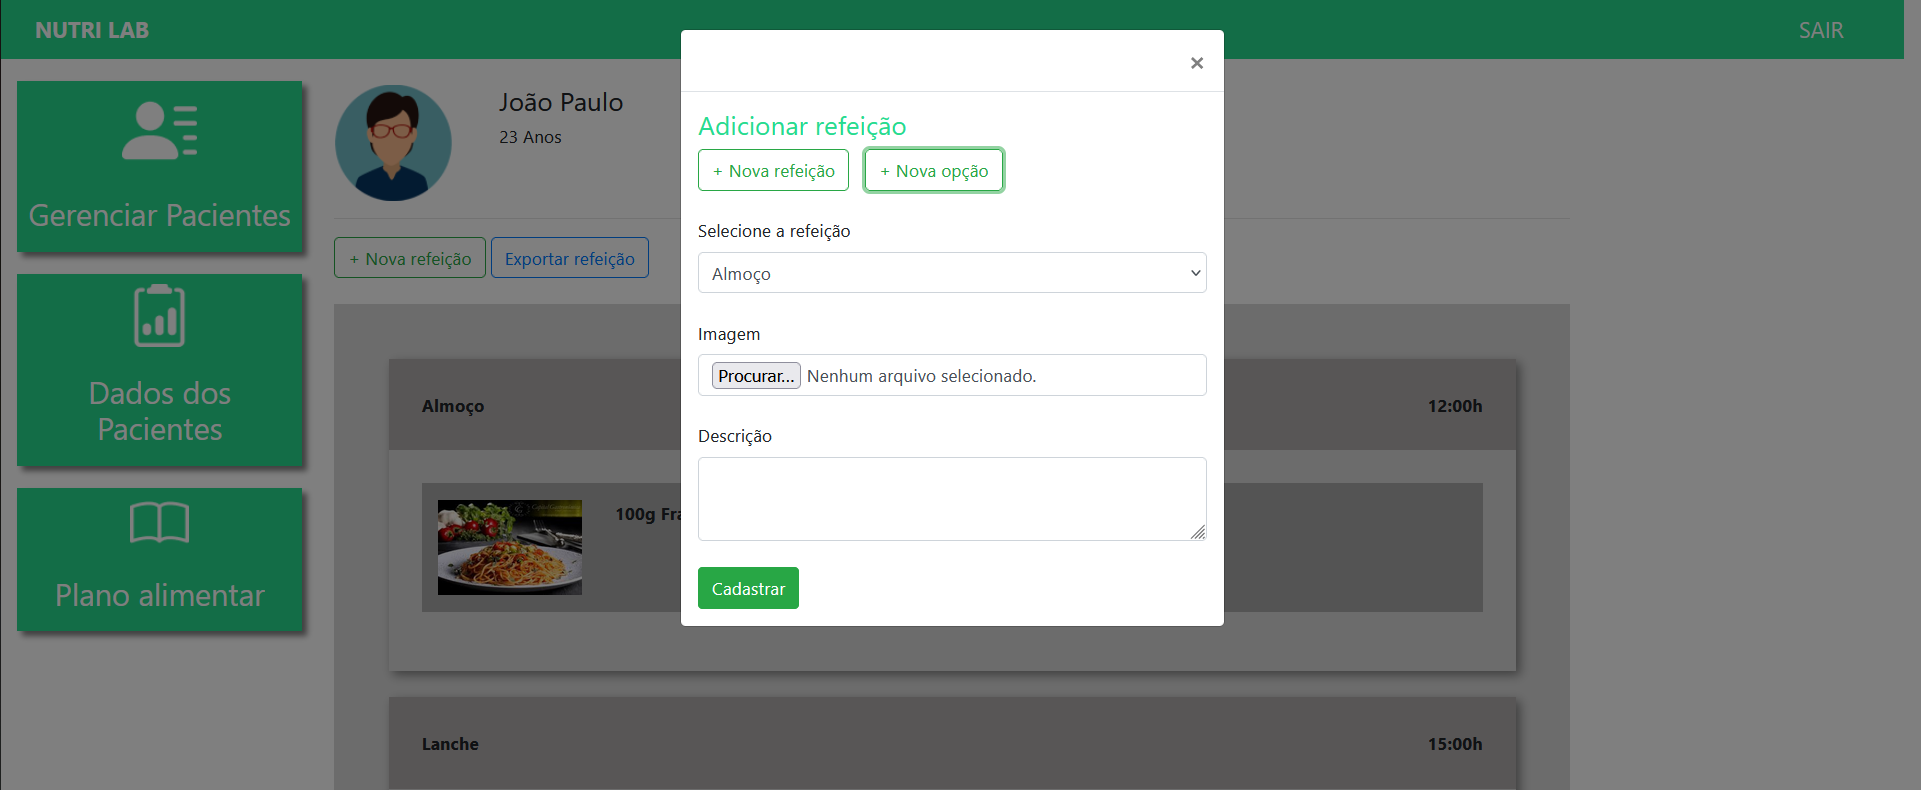 NUTRI LAB
SAIR
Gerenciar Pacientes
Dados dos
Pacientes
Plano alimentar
João Paulo
23 Anos
+ Nova refeição
Exportar refeição
Almoço
12:00h
100g
Lanche
15:00h
×
Adicionar refeição
+ Nova refeição
+ Nova opção
Selecione a refeição
Almoço
Imagem
Procurar... Nenhum arquivo selecionado.
Descrição
Cadastrar